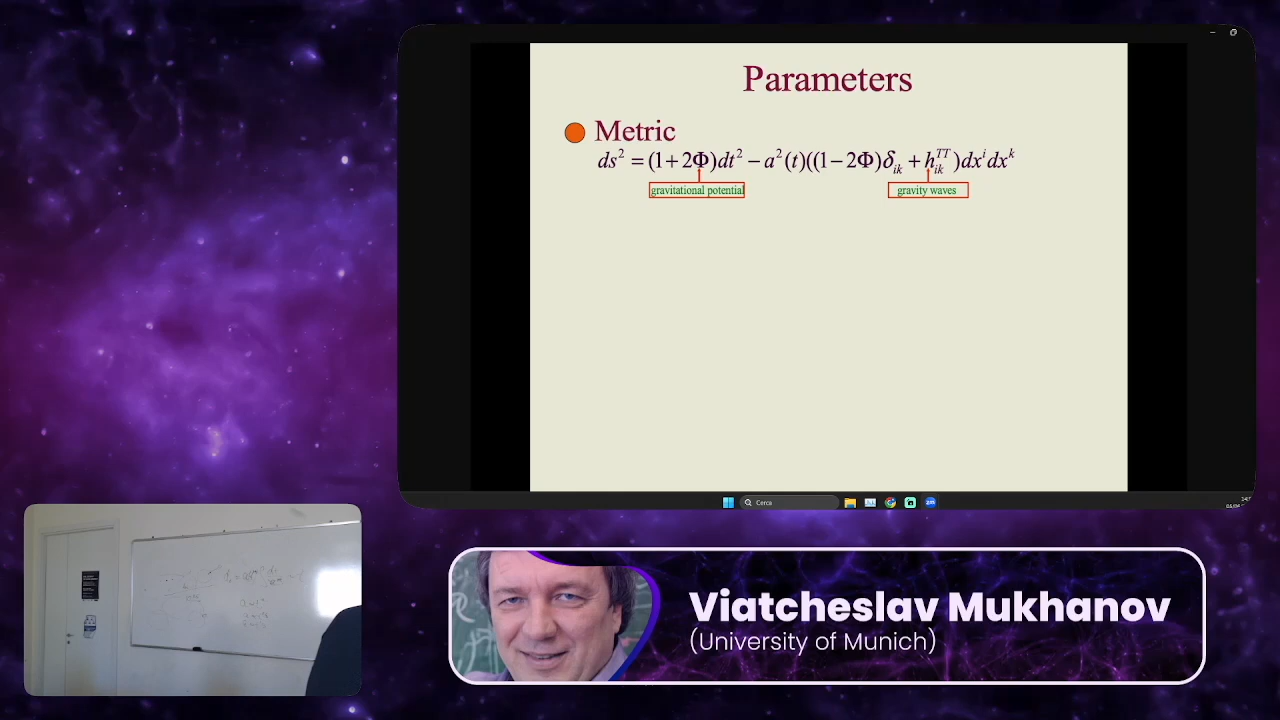 Parameters
Metric
ds² = (1+2Φ)dt² − a²(t)((1−2Φ)δ_ik + h_ik^TT)dx^i dx^k
gravitational potential
gravity waves
Cerca
Viatcheslav Mukhanov
(University of Munich)